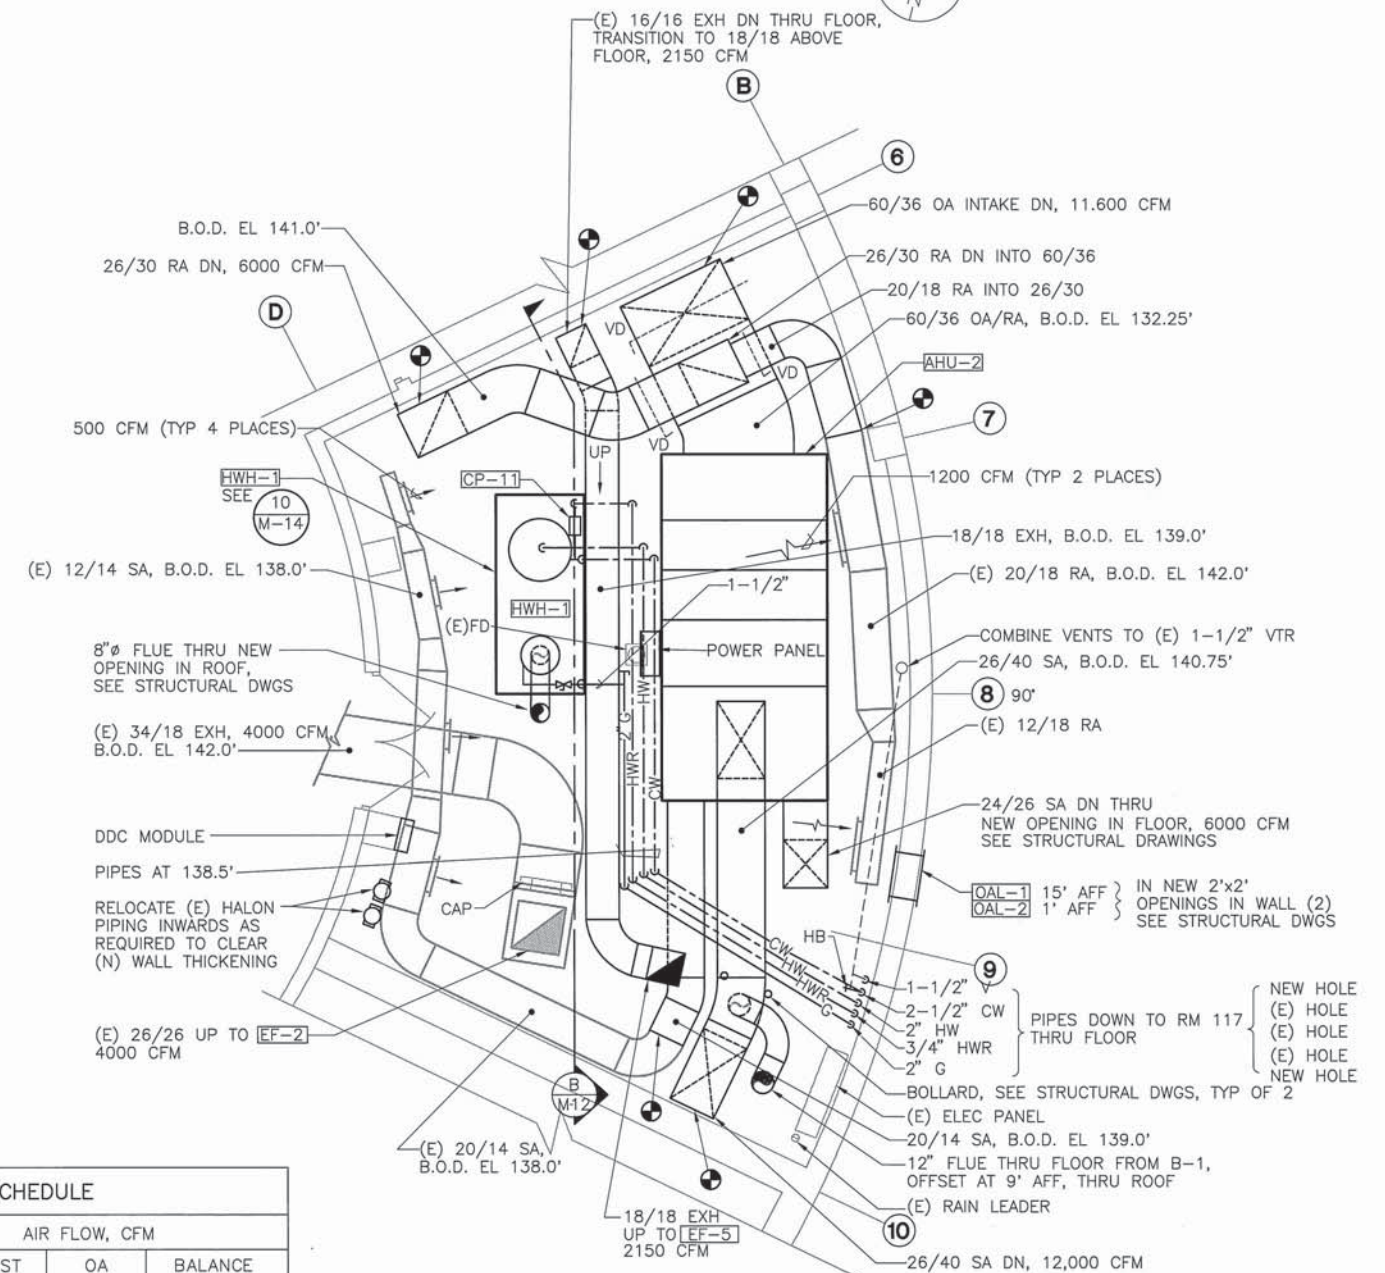 N
(E) 16/16 EXH DN THRU FLOOR,
TRANSITION TO 18/18 ABOVE
FLOOR, 2150 CFM
B
6
60/36 OA INTAKE DN, 11.600 CFM
B.O.D. EL 141.0'
26/30 RA DN INTO 60/36
26/30 RA DN, 6000 CFM
20/18 RA INTO 26/30
D
60/36 OA/RA, B.O.D. EL 132.25'
VD
VD
VD
AHU-2
7
500 CFM (TYP 4 PLACES)
UP
HWH-1
SEE
10
M-14
CP-11
1200 CFM (TYP 2 PLACES)
18/18 EXH, B.O.D. EL 139.0'
(E) 12/14 SA, B.O.D. EL 138.0'
(E) 20/18 RA, B.O.D. EL 142.0'
1-1/2"
HWH-1
(E)FD
POWER PANEL
COMBINE VENTS TO (E) 1-1/2" VTR
26/40 SA, B.O.D. EL 140.75'
8"ø FLUE THRU NEW
OPENING IN ROOF,
SEE STRUCTURAL DWGS
8 90°
(E) 12/18 RA
2" G
HWR
HW
CW
(E) 34/18 EXH, 4000 CFM
B.O.D. EL 142.0'
24/26 SA DN THRU
NEW OPENING IN FLOOR, 6000 CFM
SEE STRUCTURAL DRAWINGS
DDC MODULE
PIPES AT 138.5'
OAL-1 15' AFF
OAL-2 1' AFF
IN NEW 2'x2'
OPENINGS IN WALL (2)
SEE STRUCTURAL DWGS
RELOCATE (E) HALON
PIPING INWARDS AS
REQUIRED TO CLEAR
(N) WALL THICKENING
CAP
CW
HW
HWR
G
HB
9
1-1/2"
2-1/2" CW
2" HW
3/4" HWR
2" G
PIPES DOWN TO RM 117
THRU FLOOR
NEW HOLE
(E) HOLE
(E) HOLE
(E) HOLE
NEW HOLE
(E) 26/26 UP TO EF-2
4000 CFM
BOLLARD, SEE STRUCTURAL DWGS, TYP OF 2
(E) ELEC PANEL
20/14 SA, B.O.D. EL 139.0'
12" FLUE THRU FLOOR FROM B-1,
OFFSET AT 9' AFF, THRU ROOF
(E) RAIN LEADER
B
M-12
(E) 20/14 SA,
B.O.D. EL 138.0'
18/18 EXH
UP TO EF-5
2150 CFM
10
26/40 SA DN, 12,000 CFM
CHEDULE
AIR FLOW, CFM
ST OA BALANCE